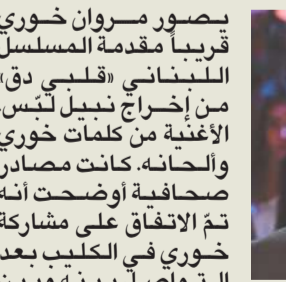 يصور مروان خوري
قريباً مقدمة المسلسل
اللبناني «قلبي دق»
من إخراج نبيل لبّس.
الأغنية من كلمات خوري
وألحانه. كانت مصادر
صحافية أوضحت أنه
تمّ الاتفاق على مشاركة
خوري في الكليب بعد